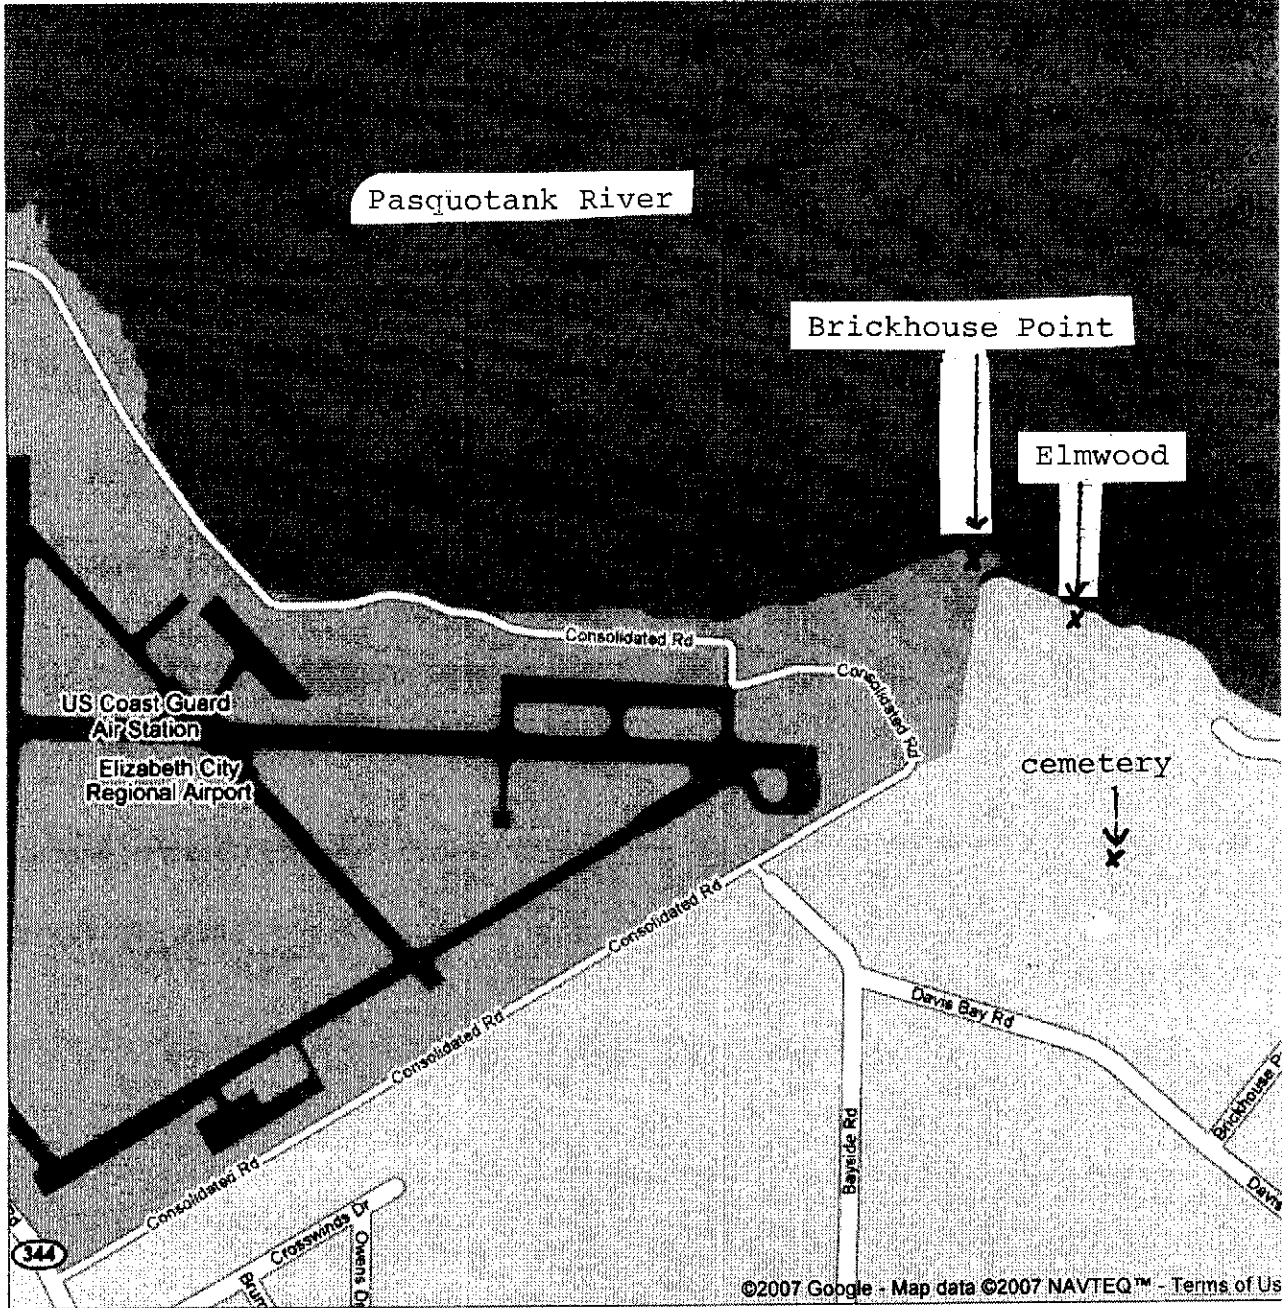 Pasquotank River
Brickhouse Point
Elmwood
Consolidated Rd
Consolidated Rd
US Coast Guard
Air Station
Elizabeth City
Regional Airport
cemetery
x
x
x
Consolidated Rd
Consolidated Rd
Consolidated Rd
Davis Bay Rd
Bayside Rd
Brickhouse P
Davis
Crosswinds Dr
Owens Dr
Brum
344
©2007 Google - Map data ©2007 NAVTEQ™ - Terms of Us